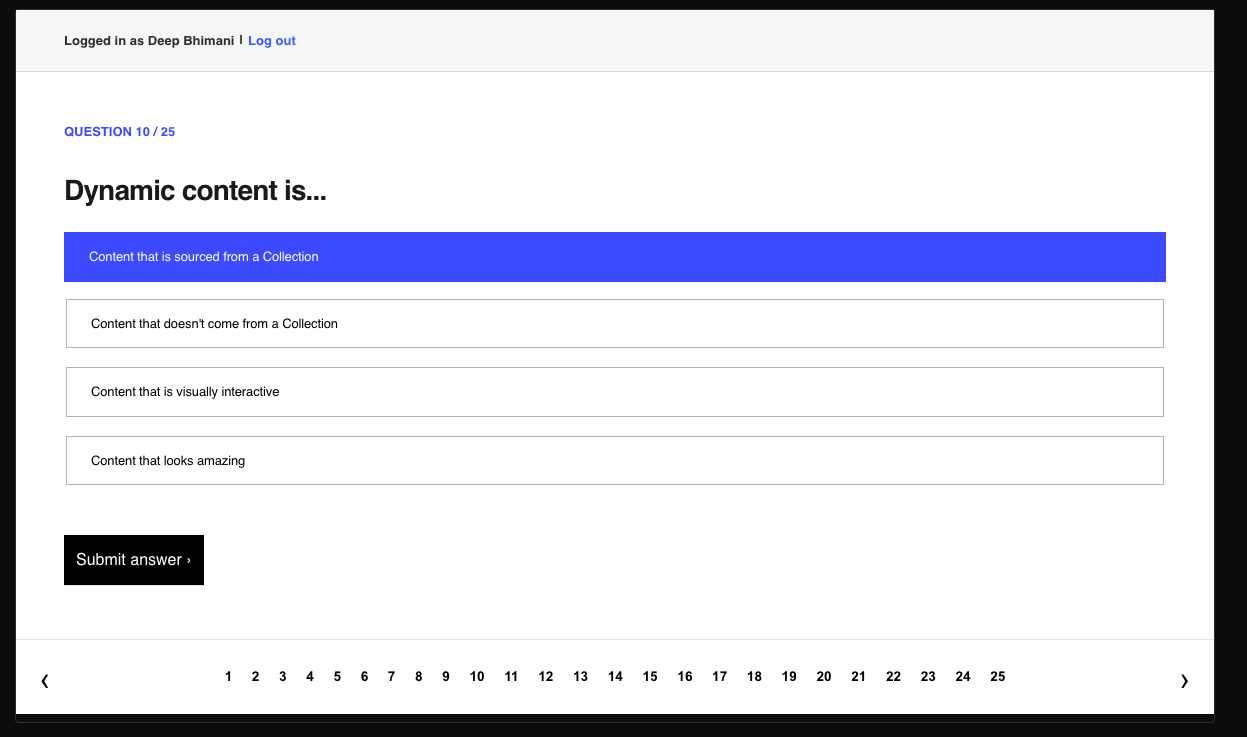 Logged in as Deep Bhimani | Log out
QUESTION 10 / 25
Dynamic content is...
Content that is sourced from a Collection
Content that doesn't come from a Collection
Content that is visually interactive
Content that looks amazing
Submit answer ›
‹ 1 2 3 4 5 6 7 8 9 10 11 12 13 14 15 16 17 18 19 20 21 22 23 24 25 ›